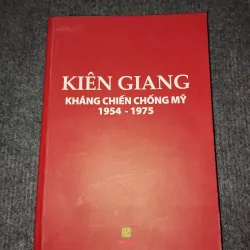 KIÊN GIANG
KHÁNG CHIẾN CHỐNG MỸ
1954 - 1975